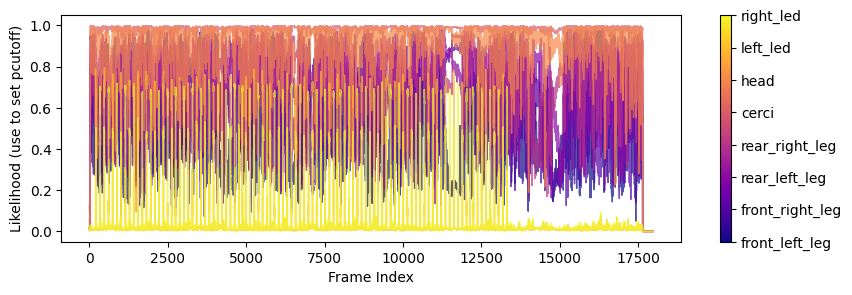 Likelihood (use to set pcutoff)
1.0
0.8
0.6
0.4
0.2
0.0
0
2500
5000
7500
10000
12500
15000
17500
Frame Index
right_led
left_led
head
cerci
rear_right_leg
rear_left_leg
front_right_leg
front_left_leg